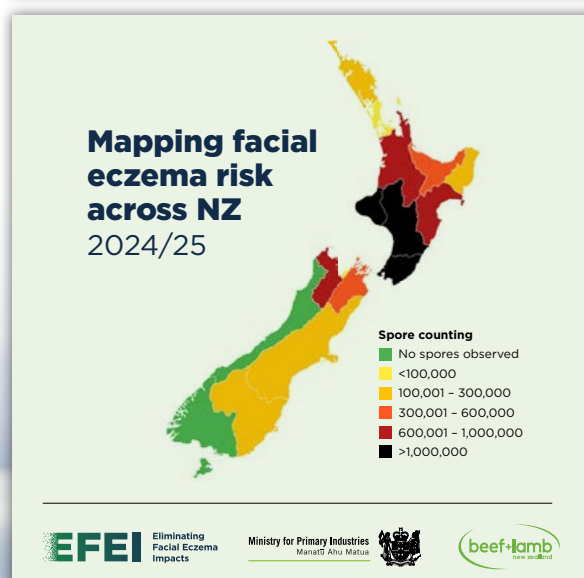 Mapping facial
eczema risk
across NZ
2024/25
Spore counting
No spores observed
<100,000
100,001 – 300,000
300,001 – 600,000
600,001 – 1,000,000
>1,000,000
EFEI
Eliminating
Facial Eczema
Impacts
Ministry for Primary Industries
Manatū Ahu Matua
beef+lamb
new zealand